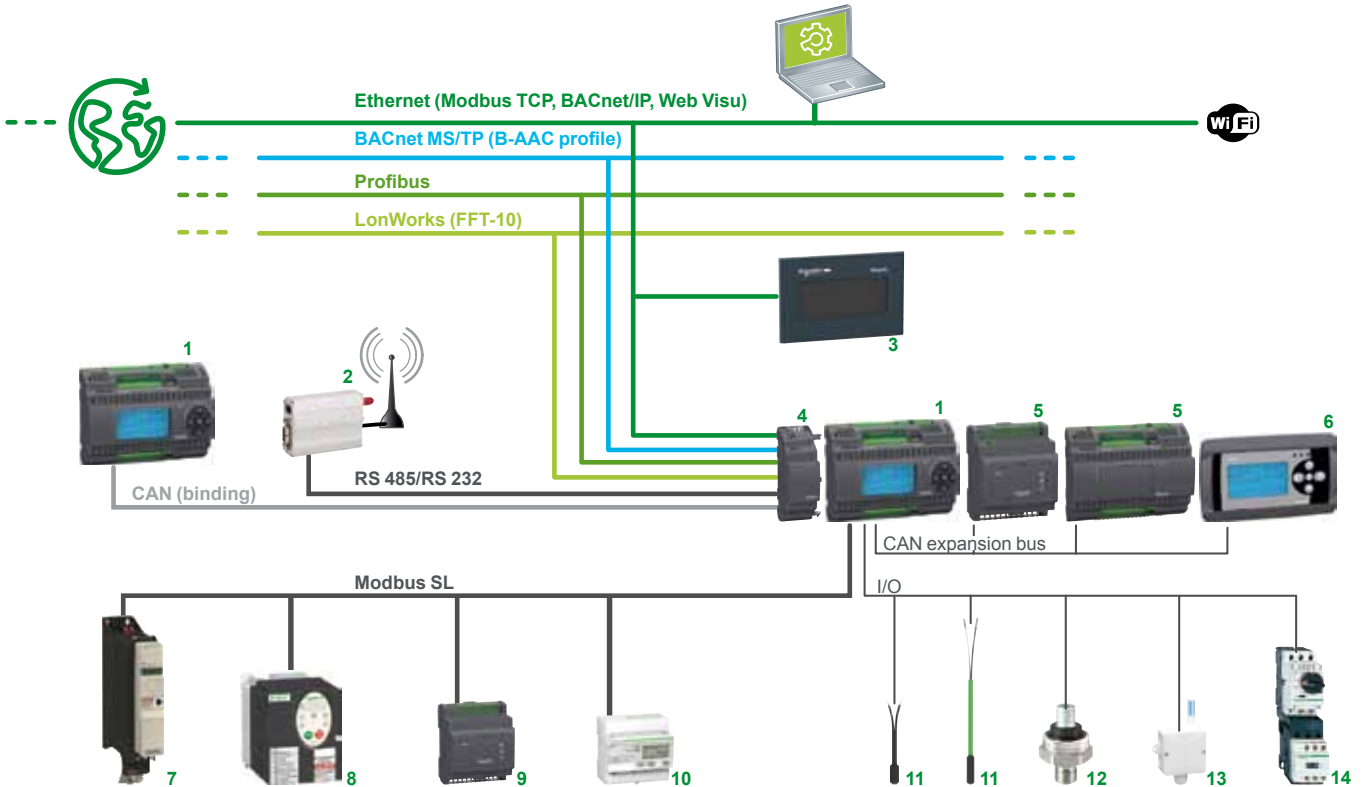 Ethernet (Modbus TCP, BACnet/IP, Web Visu)
Wi Fi
BACnet MS/TP (B-AAC profile)
Profibus
LonWorks (FFT-10)
3
1
2
4
1
5
5
6
RS 485/RS 232
CAN (binding)
CAN expansion bus
Modbus SL
I/O
7
8
9
10
11
11
12
13
14